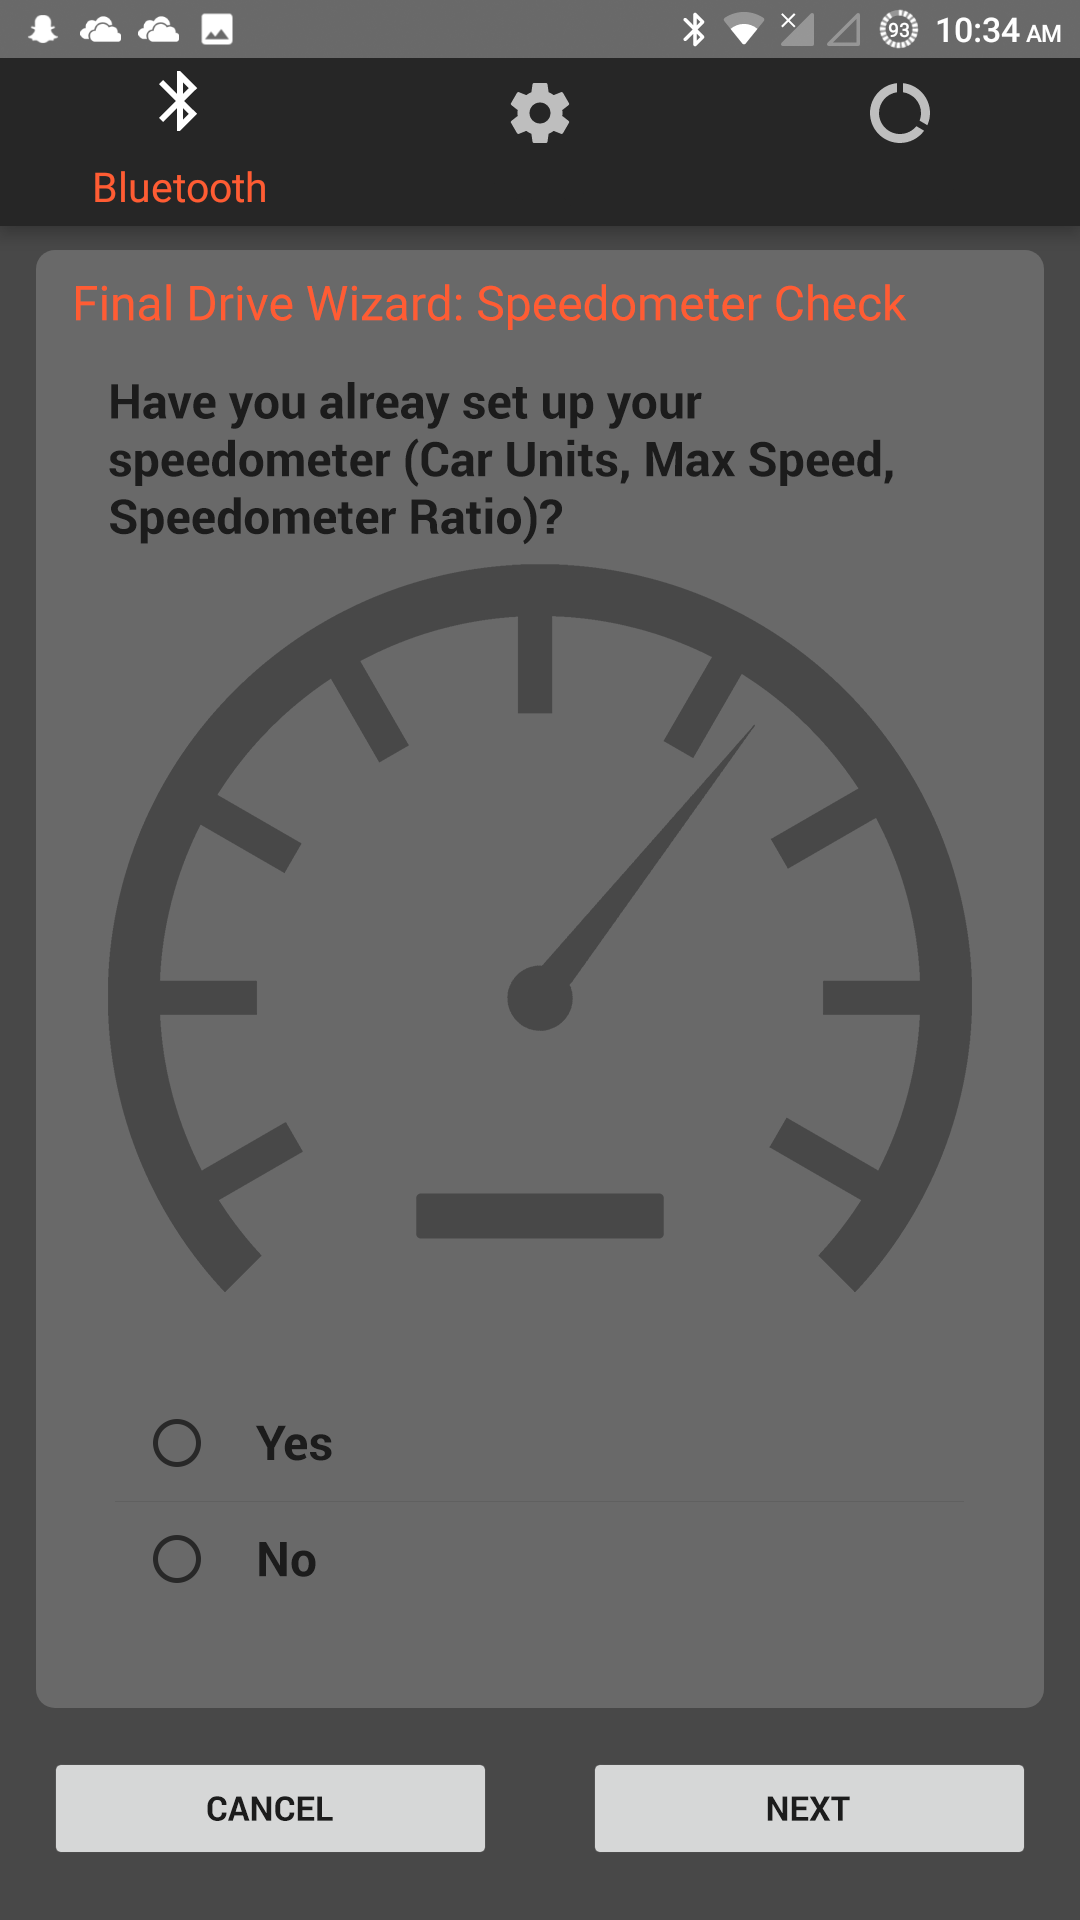 93 10:34 AM
Bluetooth
Final Drive Wizard: Speedometer Check
Have you alreay set up your
speedometer (Car Units, Max Speed,
Speedometer Ratio)?
Yes
No
CANCEL NEXT